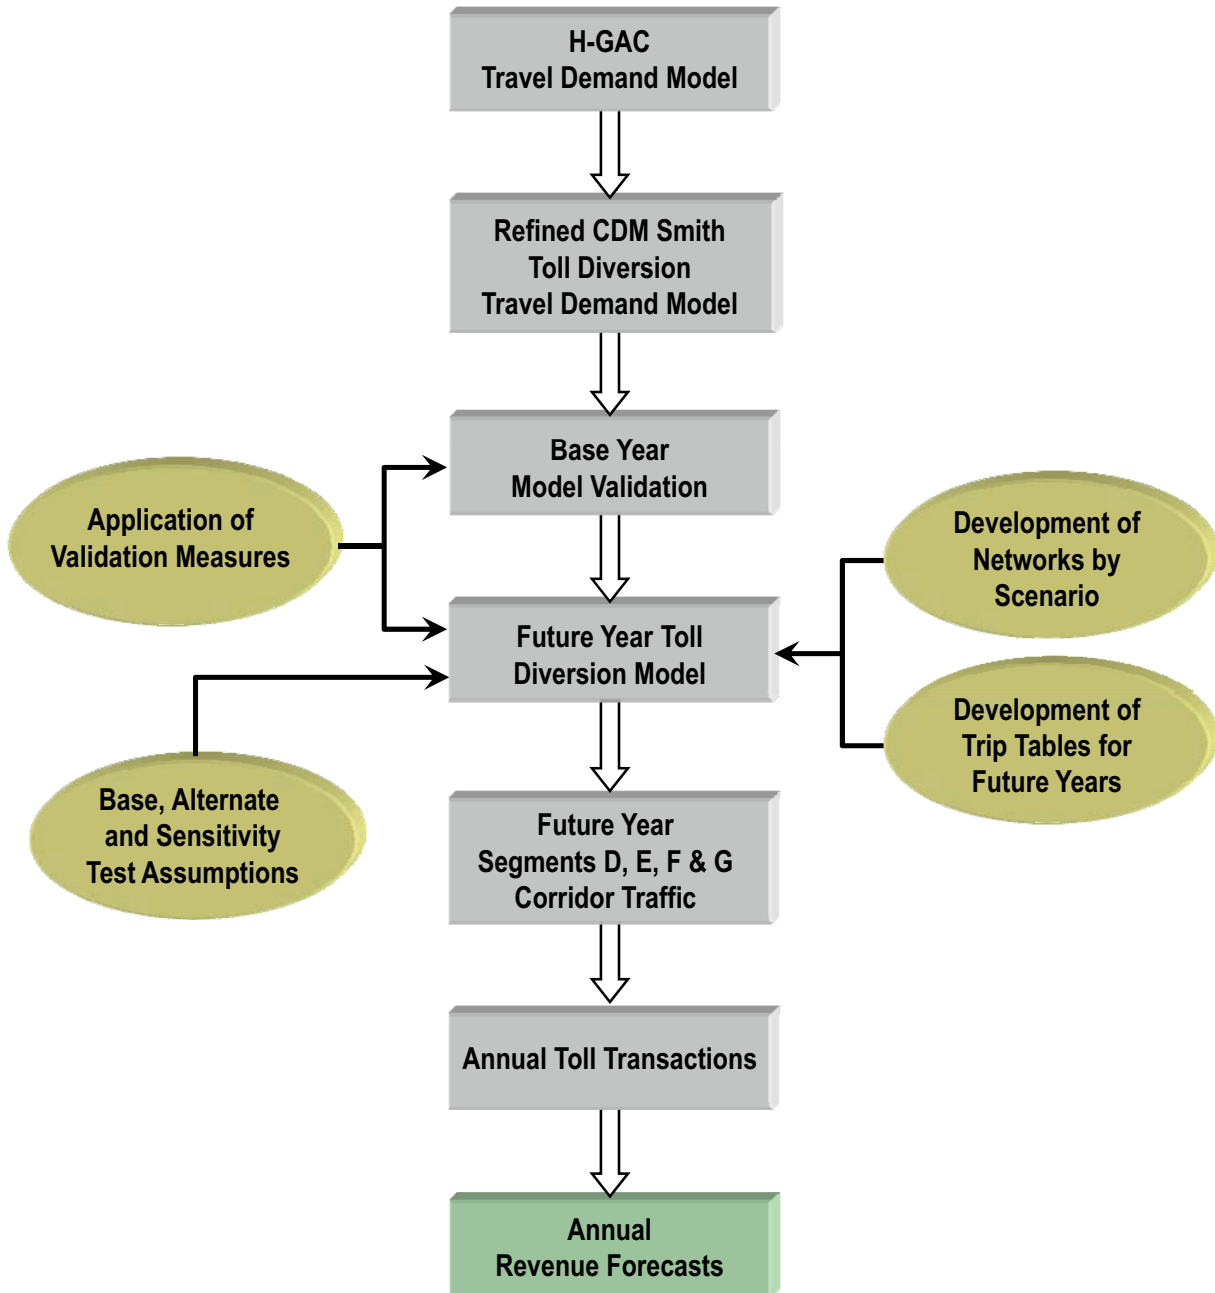 H-GAC
Travel Demand Model
Refined CDM Smith
Toll Diversion
Travel Demand Model
Base Year
Model Validation
Application of
Validation Measures
Development of
Networks by
Scenario
Future Year Toll
Diversion Model
Development of
Trip Tables for
Future Years
Base, Alternate
and Sensitivity
Test Assumptions
Future Year
Segments D, E, F & G
Corridor Traffic
Annual Toll Transactions
Annual
Revenue Forecasts